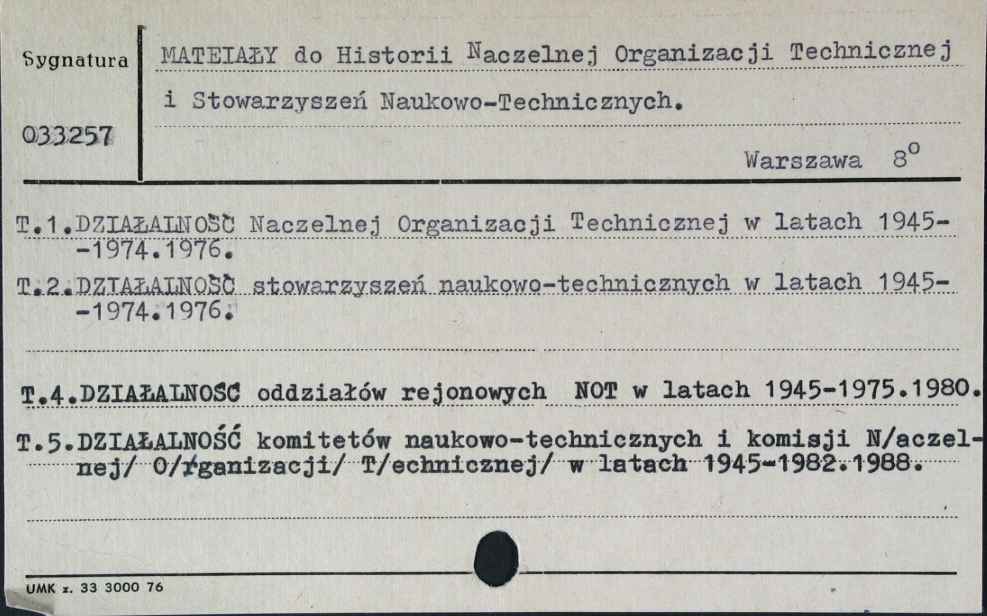 Sygnatura
MATEIAŁY do Historii Naczelnej Organizacji Technicznej
i Stowarzyszeń Naukowo-Technicznych.
033257
Warszawa 8º
T.1.DZIAŁALNOŚĆ Naczelnej Organizacji Technicznej w latach 1945-
-1974.1976.
T.2.DZIAŁALNOŚĆ stowarzyszeń naukowo-technicznych w latach 1945-
-1974.1976.
T.4.DZIAŁALNOŚĆ oddziałów rejonowych NOT w latach 1945-1975.1980.
T.5.DZIAŁALNOŚĆ komitetów naukowo-technicznych i komisji N/aczel-
nej/ O/rganizacji/ T/echnicznej/ w latach 1945-1982.1988.
UMK z. 33 3000 76